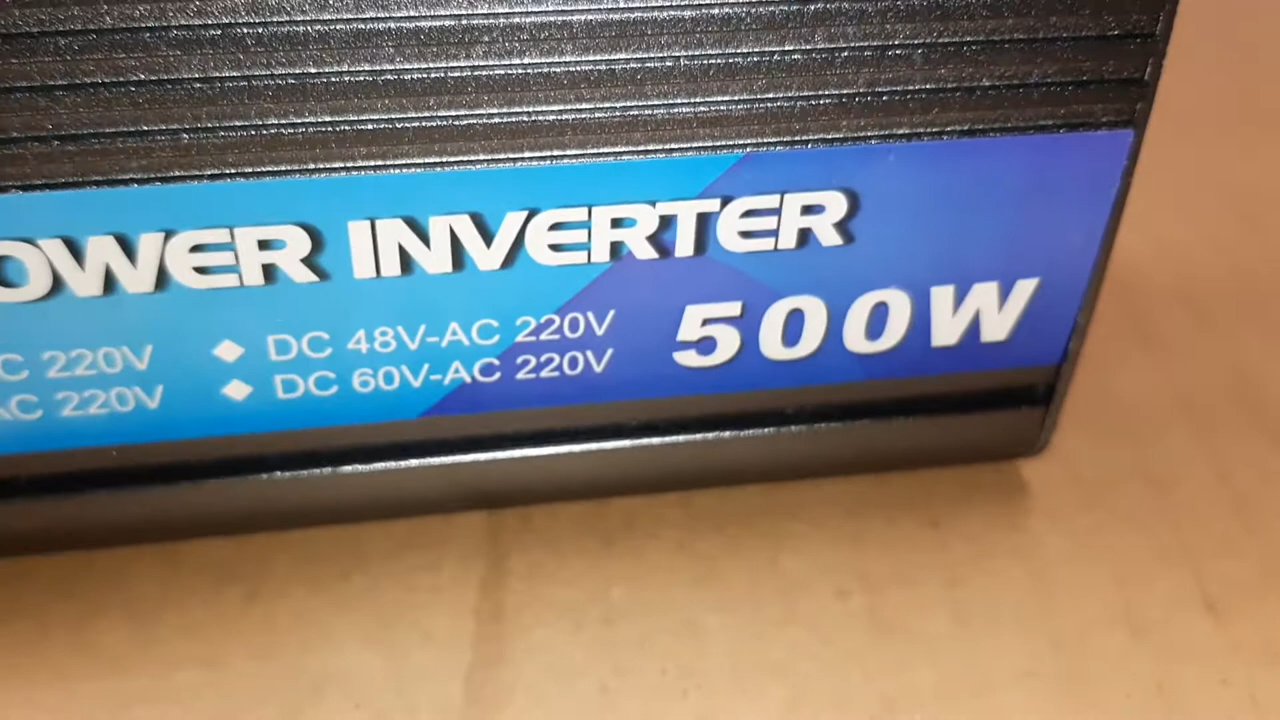 OWER INVERTER
C 220V ◆ DC 48V-AC 220V
AC 220V ◆ DC 60V-AC 220V
500W